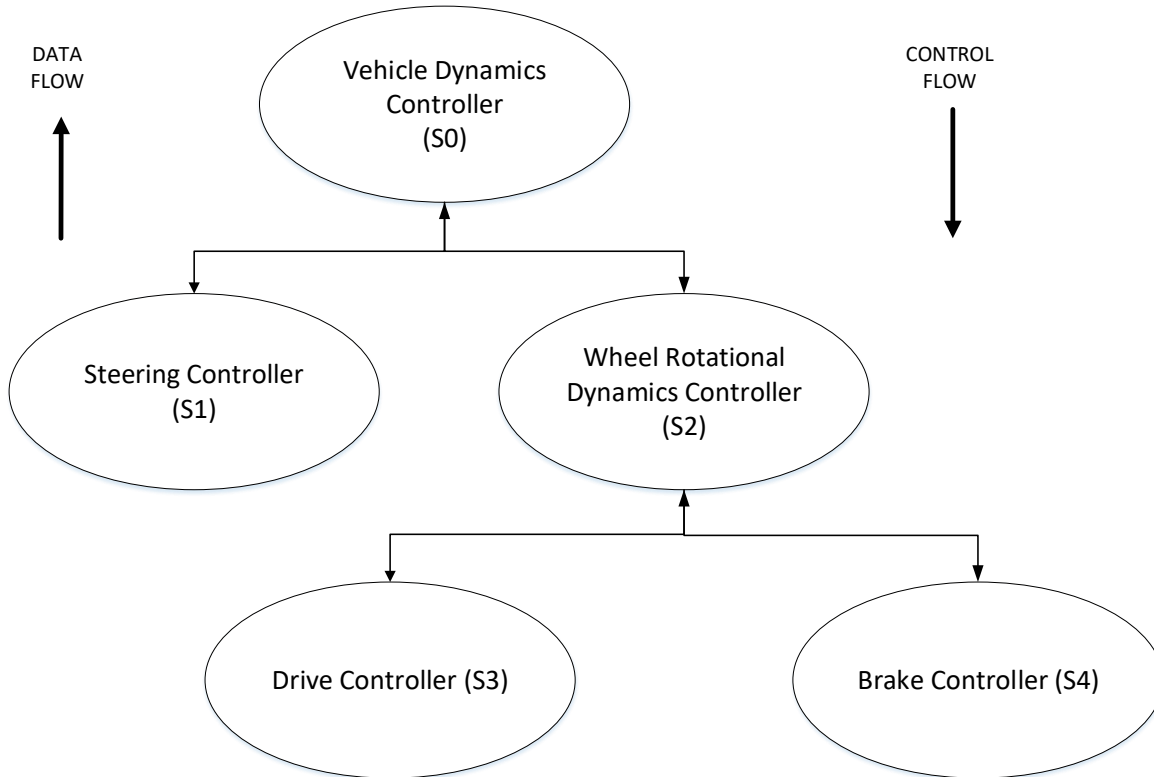 DATA
FLOW
Vehicle Dynamics
Controller
(S0)
CONTROL
FLOW
Steering Controller
(S1)
Wheel Rotational
Dynamics Controller
(S2)
Drive Controller (S3)
Brake Controller (S4)